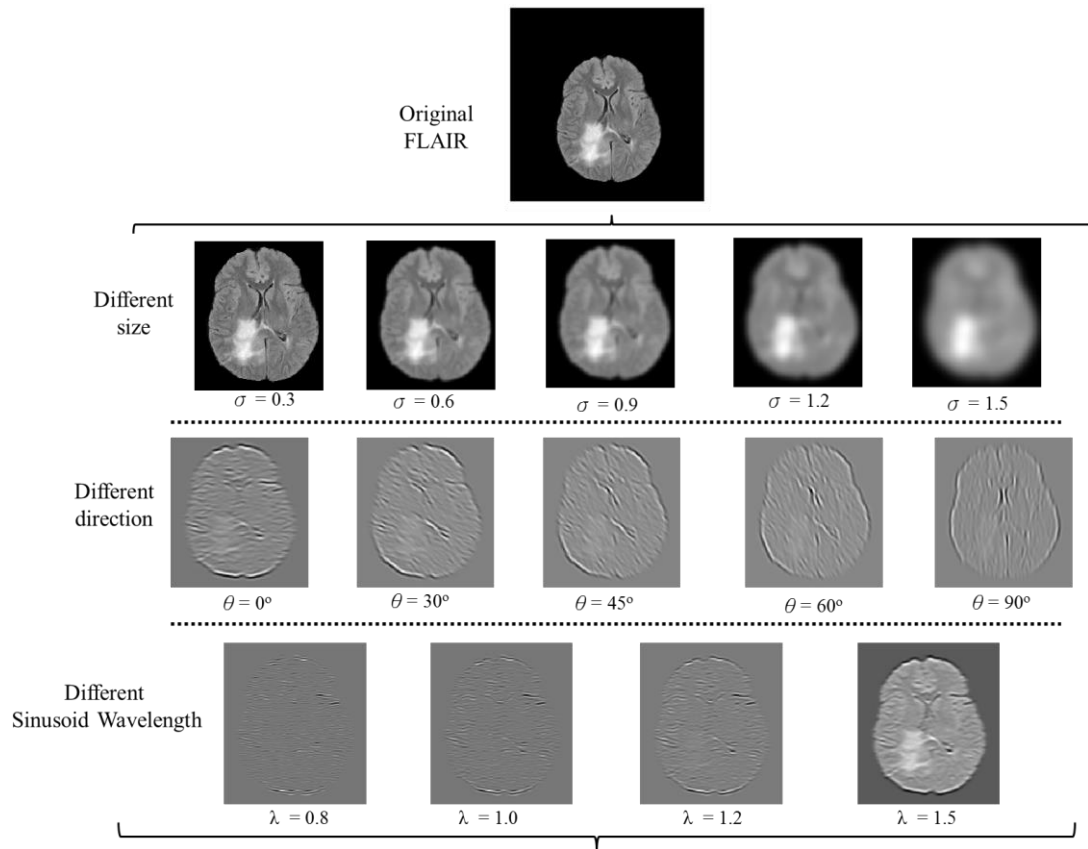 Original
FLAIR
Different
size
σ = 0.3
σ = 0.6
σ = 0.9
σ = 1.2
σ = 1.5
Different
direction
θ = 0°
θ = 30°
θ = 45°
θ = 60°
θ = 90°
Different
Sinusoid Wavelength
λ = 0.8
λ = 1.0
λ = 1.2
λ = 1.5